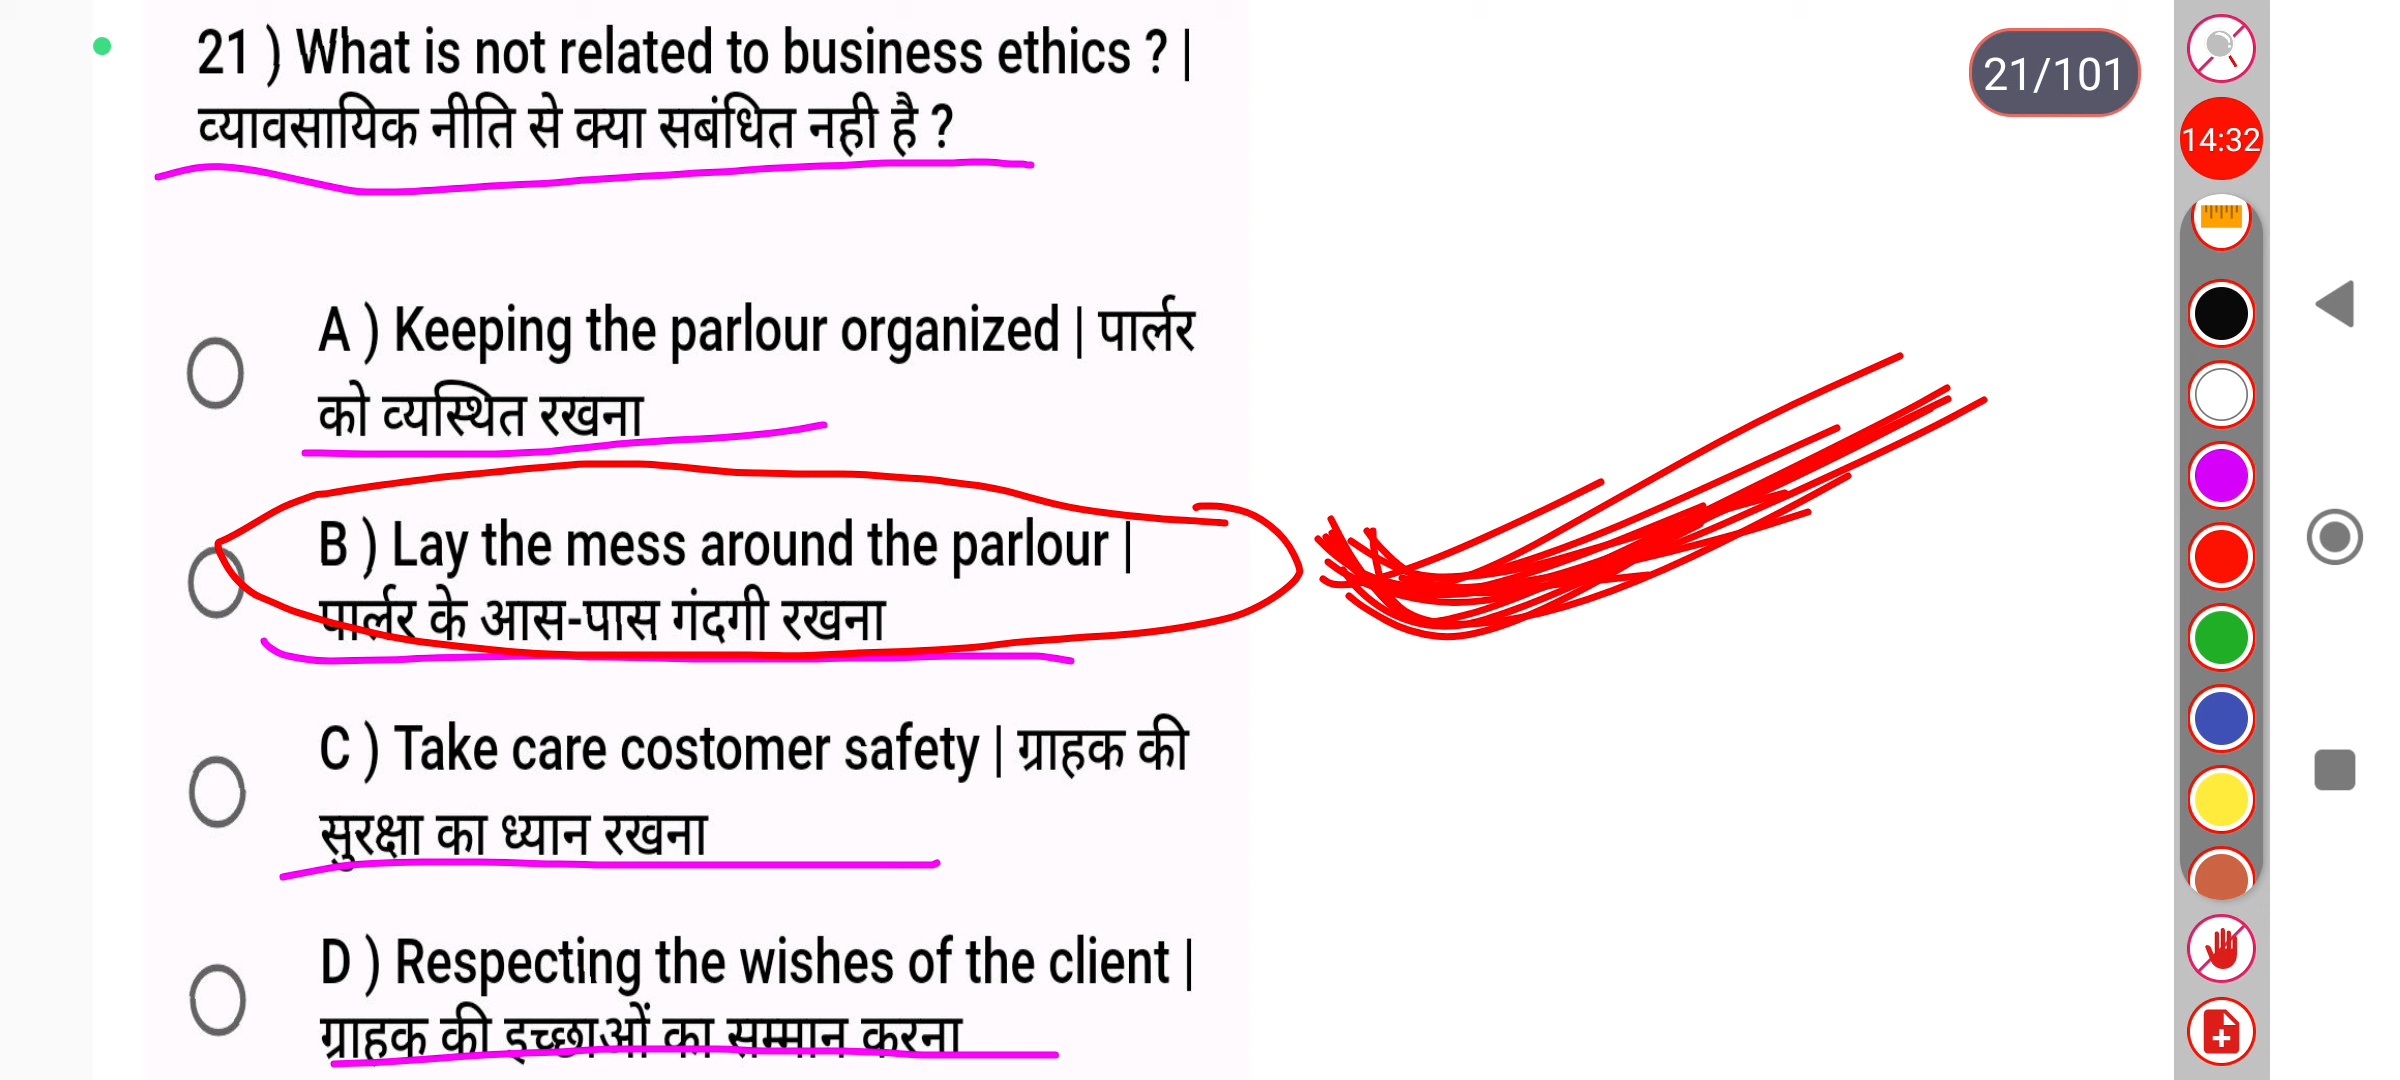 21 ) What is not related to business ethics ? |
व्यावसायिक नीति से क्या सबंधित नही है ?
21/101
14:32
A ) Keeping the parlour organized | पार्लर
को व्यस्थित रखना
B ) Lay the mess around the parlour |
पार्लर के आस-पास गंदगी रखना
C ) Take care costomer safety | ग्राहक की
सुरक्षा का ध्यान रखना
D ) Respecting the wishes of the client |
ग्राहक की इच्छाओं का सम्मान करना